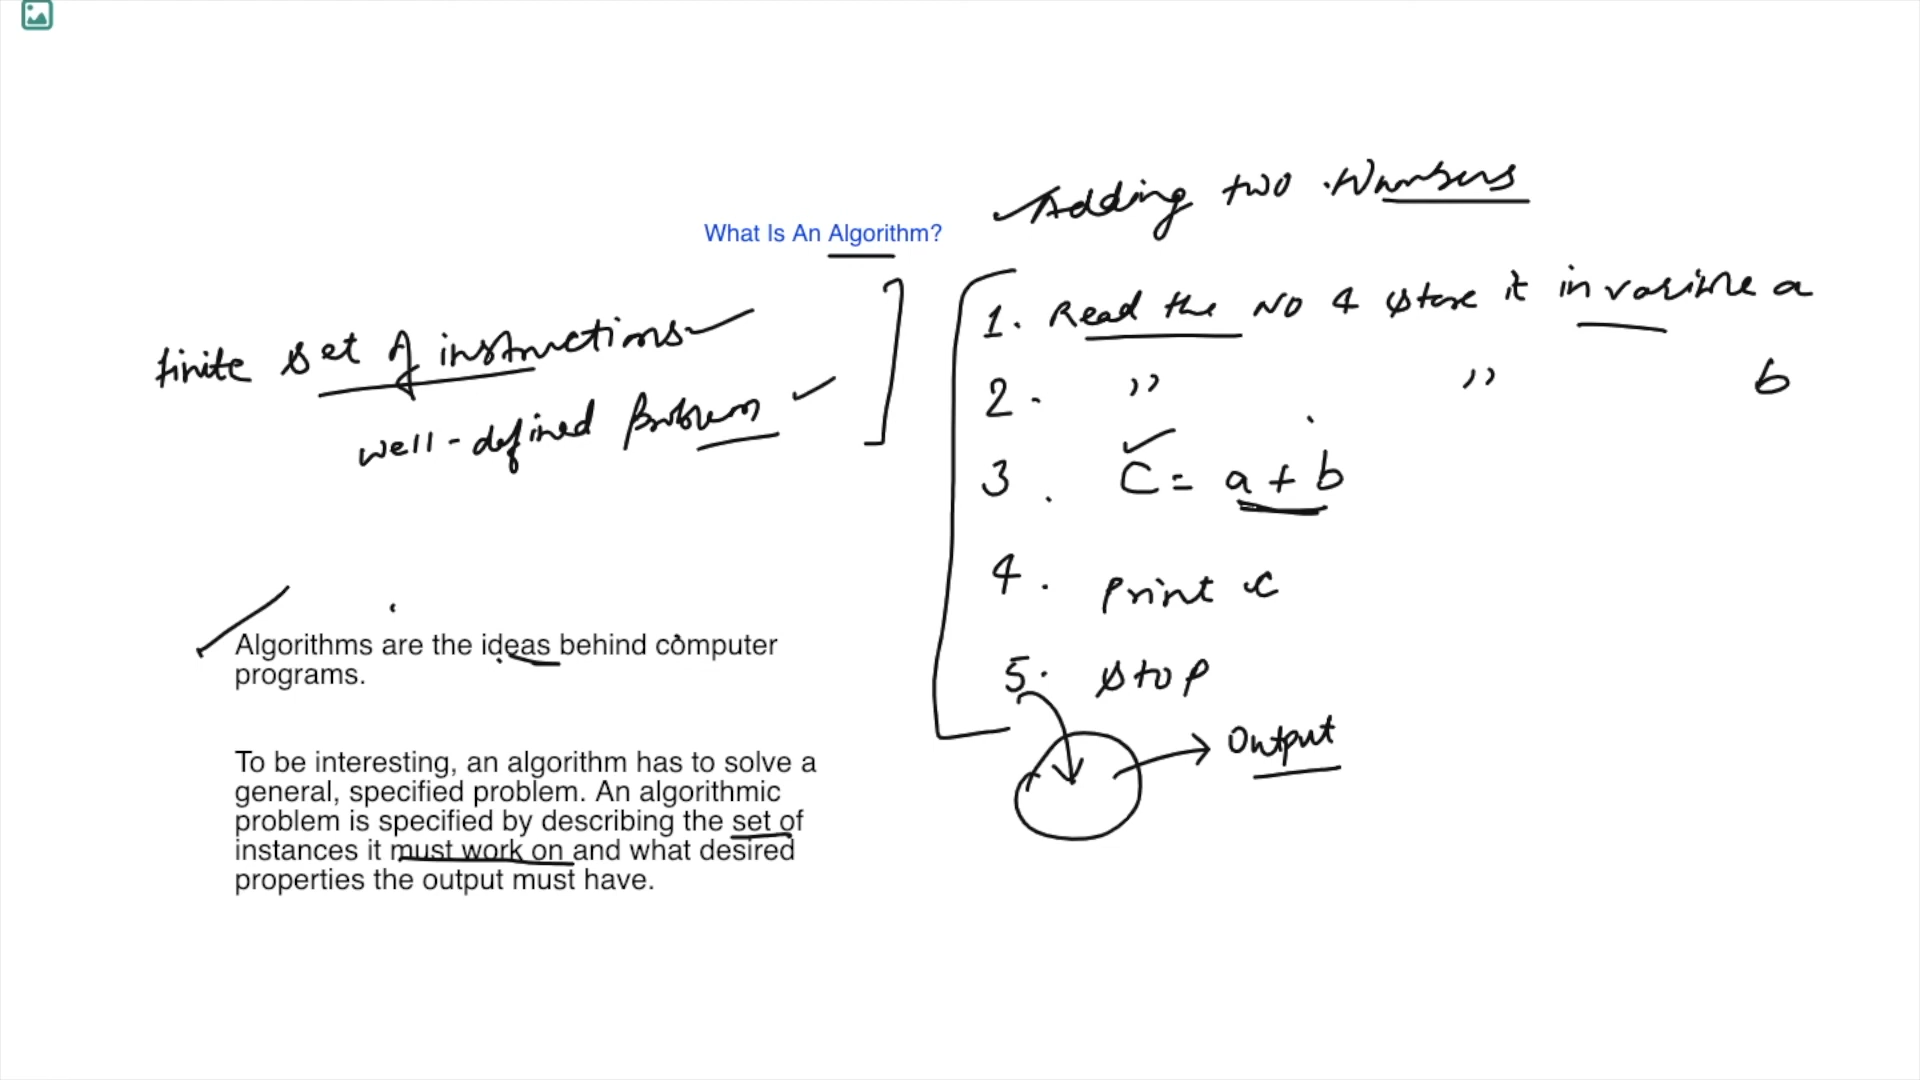 What Is An Algorithm?
finite set of instructions
well-defined Problem
Algorithms are the ideas behind computer
programs.
To be interesting, an algorithm has to solve a
general, specified problem. An algorithmic
problem is specified by describing the set of
instances it must work on and what desired
properties the output must have.
Adding two Numbers
1. Read the No & store it in varible a
2. " " b
3. C = a + b
4. Print c
5. Stop
Output